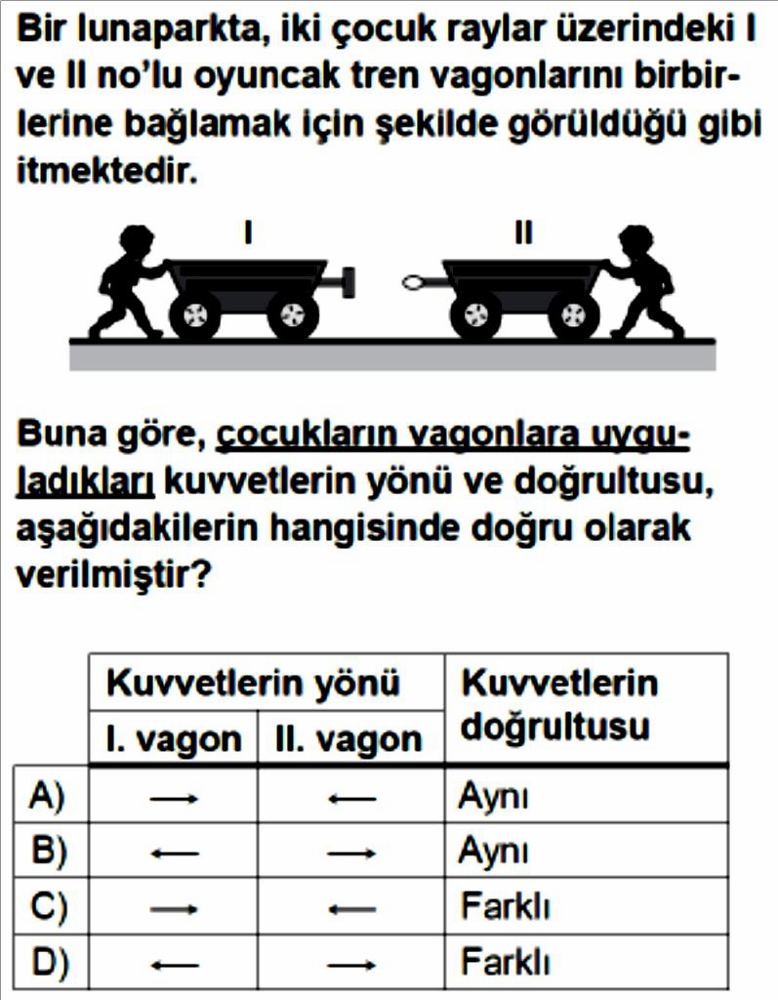 Bir lunaparkta, iki çocuk raylar üzerindeki I
ve II no'lu oyuncak tren vagonlarını birbir-
lerine bağlamak için şekilde görüldüğü gibi
itmektedir.
I II
Buna göre, çocukların vagonlara uygu-
ladıkları kuvvetlerin yönü ve doğrultusu,
aşağıdakilerin hangisinde doğru olarak
verilmiştir?
Kuvvetlerin yönü Kuvvetlerin doğrultusu
I. vagon II. vagon
A) → ← Aynı
B) ← → Aynı
C) → ← Farklı
D) ← → Farklı